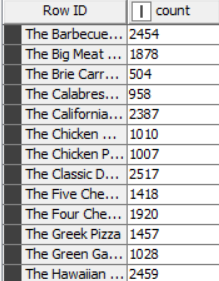 Row ID I count
The Barbecue... 2454
The Big Meat ... 1878
The Brie Carr... 504
The Calabres... 958
The California... 2387
The Chicken ... 1010
The Chicken P... 1007
The Classic D... 2517
The Five Che... 1418
The Four Che... 1920
The Greek Pizza 1457
The Green Ga... 1028
The Hawaiian ... 2459